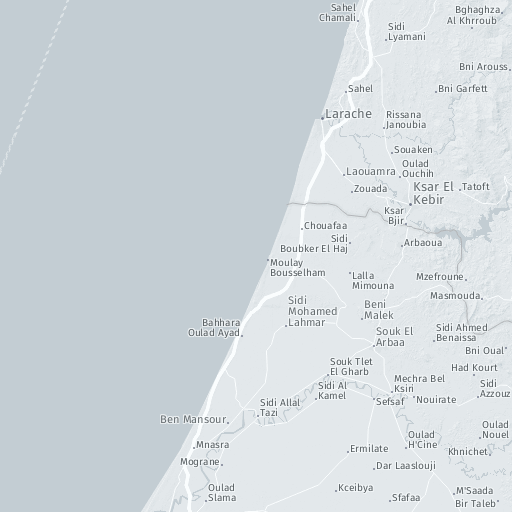 Sahel
Chamali
Bghaghza
Al Khrroub
Sidi
Lyamani
Bni Arouss
Sahel
Bni Garfett
Larache
Rissana
Janoubia
Souaken
Laouamra
Oulad
Ouchih
Zouada
Ksar El
Kebir
Tatoft
Ksar
Bjir
Chouafaa
Sidi
Boubker El Haj
Arbaoua
Moulay
Bousselham
Lalla
Mimouna
Mzefroune
Masmouda
Sidi
Mohamed
Lahmar
Beni
Malek
Bahhara
Oulad Ayad
Souk El
Arbaa
Sidi Ahmed
Benaissa
Bni Oual
Souk Tlet
El Gharb
Had Kourt
Mechra Bel
Ksiri
Sidi Al
Kamel
Sefsaf
Nouirate
Sidi
Azzouz
Sidi Allal
Tazi
Ben Mansour
Oulad
Nouel
Mnasra
Oulad
H'Cine
Ermilate
Khnichet
Mograne
Dar Laaslouji
Oulad
Slama
Kceibya
Sfafaa
M'Saada
Bir Taleb